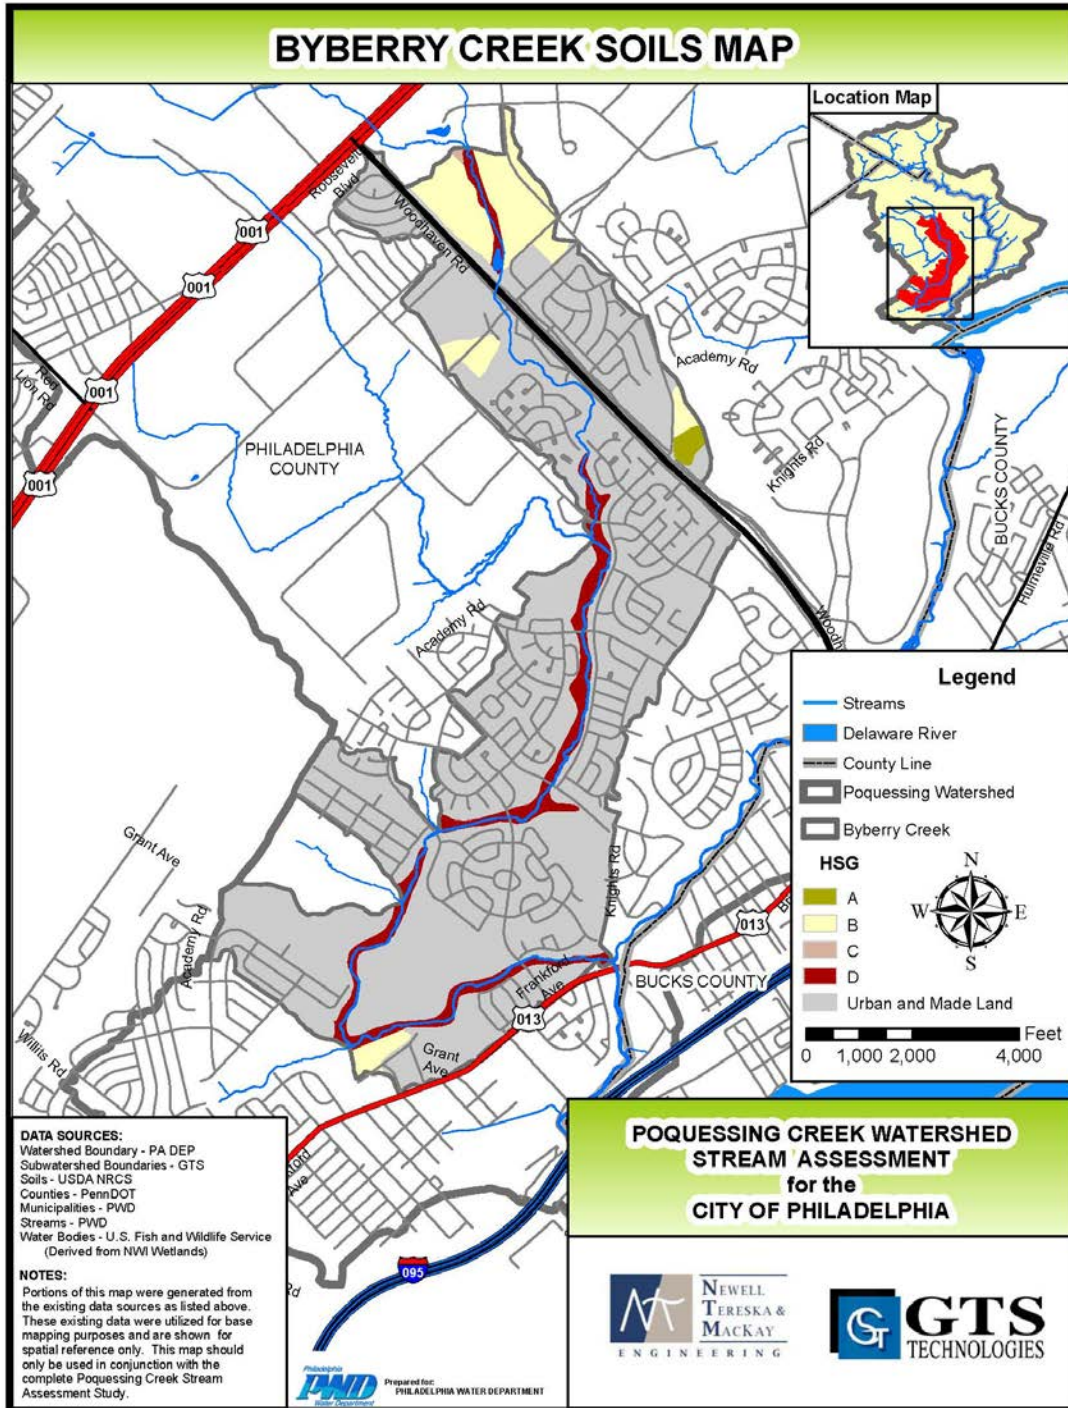 BYBERRY CREEK SOILS MAP
Location Map
Roosevelt
Blvd
Woodhaven Rd
001
001
001
001
Red
Lion Rd
Academy Rd
Knights Rd
PHILADELPHIA
COUNTY
BUCKS COUNTY
Hulmeville Rd
Academy Rd
Woodh
Grant Ave
Academy Rd
Knights Rd
Willits Rd
Frankford
Ave
013
013
BUCKS COUNTY
Grant
Ave
kford
Ave
Rd
095
Legend
Streams
Delaware River
County Line
Poquessing Watershed
Byberry Creek
HSG
A
B
C
D
Urban and Made Land
N
W E
S
Feet
0 1,000 2,000 4,000
DATA SOURCES:
Watershed Boundary - PA DEP
Subwatershed Boundaries - GTS
Soils - USDA NRCS
Counties - PennDOT
Municipalities - PWD
Streams - PWD
Water Bodies - U.S. Fish and Wildlife Service
(Derived from NWI Wetlands)
NOTES:
Portions of this map were generated from
the existing data sources as listed above.
These existing data were utilized for base
mapping purposes and are shown for
spatial reference only. This map should
only be used in conjunction with the
complete Poquessing Creek Stream
Assessment Study.
Philadelphia
PWD
Water Department
Prepared for:
PHILADELPHIA WATER DEPARTMENT
POQUESSING CREEK WATERSHED
STREAM ASSESSMENT
for the
CITY OF PHILADELPHIA
NEWELL
TERESKA &
MACKAY
ENGINEERING
GTS
TECHNOLOGIES